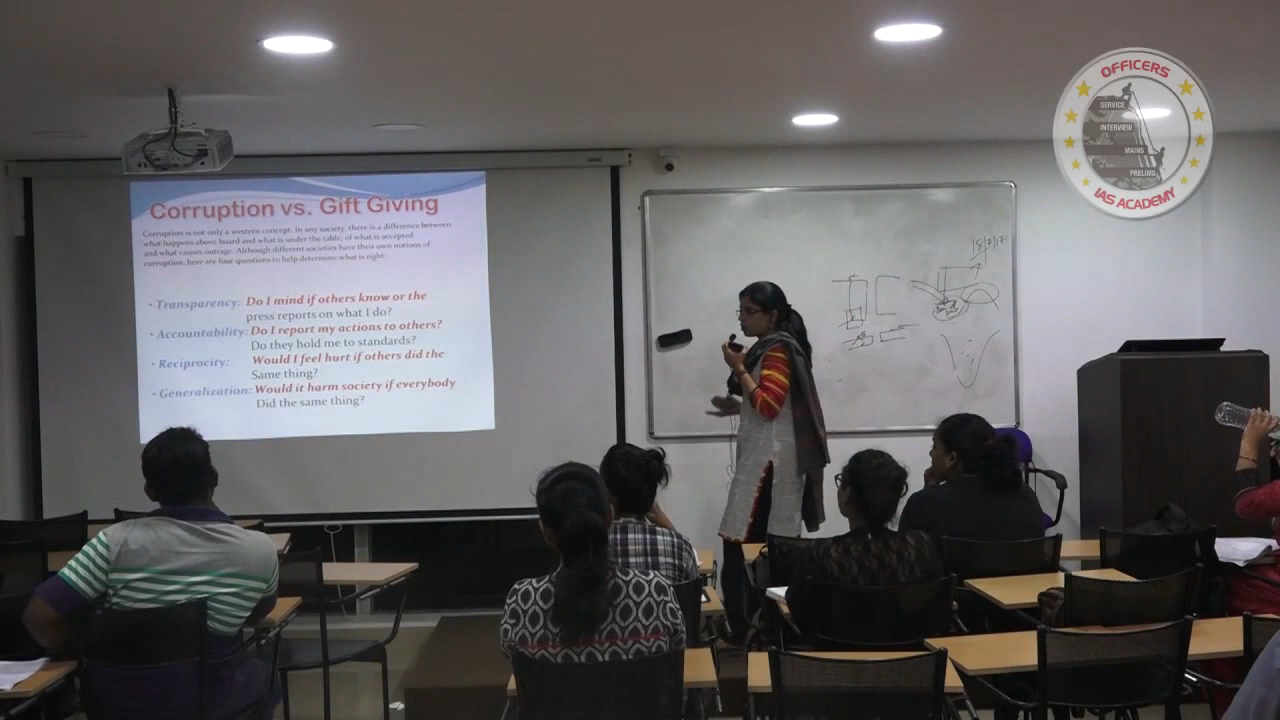 Corruption vs. Gift Giving
Corruption is not only a western concept. In any society, there is a difference between
what happens above board and what is under the table, of what is accepted
and what causes outrage. Although different societies have their own notions of
corruption, here are four questions to help determine what is right:
• Transparency: Do I mind if others know or the
press reports on what I do?
• Accountability: Do I report my actions to others?
Do they hold me to standards?
• Reciprocity: Would I feel hurt if others did the
Same thing?
• Generalization: Would it harm society if everybody
Did the same thing?
18/7/17
OFFICERS
SERVICE
INTERVIEW
MAINS
PRELIMS
IAS ACADEMY